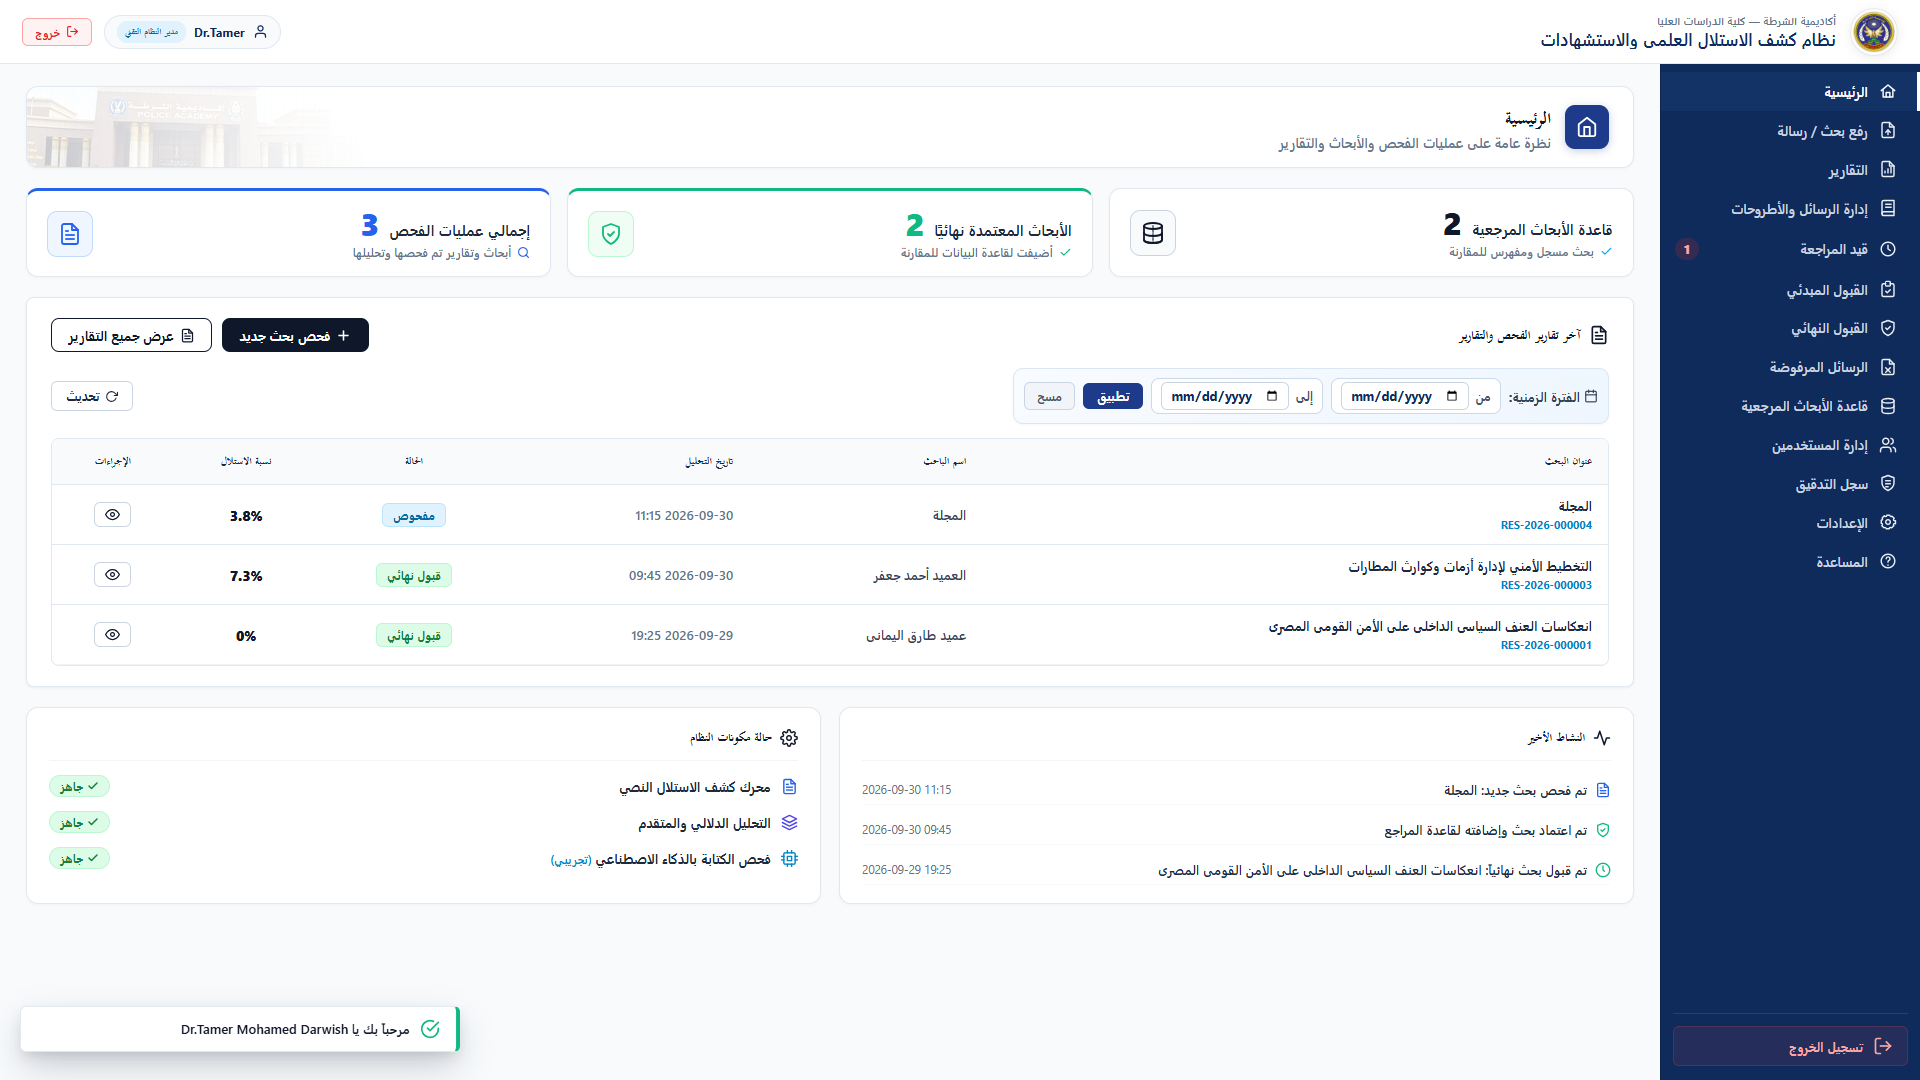 أكاديمية الشرطة — كلية الدراسات العليا
نظام كشف الاستلال العلمى والاستشهادات
Dr.Tamer
مدير النظام التقني
خروج
الرئيسية
رفع بحث / رسالة
التقارير
إدارة الرسائل والأطروحات
قيد المراجعة
1
القبول المبدئي
القبول النهائي
الرسائل المرفوضة
قاعدة الأبحاث المرجعية
إدارة المستخدمين
سجل التدقيق
الإعدادات
المساعدة
تسجيل الخروج
الرئيسية
نظرة عامة على عمليات الفحص والأبحاث والتقارير
أكاديمية الشرطة
POLICE ACADEMY
قاعدة الأبحاث المرجعية 2
بحث مسجل ومفهرس للمقارنة
الأبحاث المعتمدة نهائيًا 2
أضيفت لقاعدة البيانات للمقارنة
إجمالي عمليات الفحص 3
أبحاث وتقارير تم فحصها وتحليلها
آخر تقارير الفحص والتقارير
فحص بحث جديد
عرض جميع التقارير
الفترة الزمنية:
من mm/dd/yyyy
إلى mm/dd/yyyy
تطبيق
مسح
تحديث
عنوان البحث
اسم الباحث
تاريخ التحليل
الحالة
نسبة الاستلال
الإجراءات
المجلة
RES-2026-000004
المجلة
2026-09-30 11:15
مفحوص
3.8%
التخطيط الأمني لإدارة أزمات وكوارث المطارات
RES-2026-000003
العميد أحمد جعفر
2026-09-30 09:45
قبول نهائي
7.3%
انعكاسات العنف السياسى الداخلى على الأمن القومى المصرى
RES-2026-000001
عميد طارق اليمانى
2026-09-29 19:25
قبول نهائي
0%
النشاط الأخير
تم فحص بحث جديد: المجلة
2026-09-30 11:15
تم اعتماد بحث وإضافته لقاعدة المراجع
2026-09-30 09:45
تم قبول بحث نهائياً: انعكاسات العنف السياسى الداخلى على الأمن القومى المصرى
2026-09-29 19:25
حالة مكونات النظام
محرك كشف الاستلال النصي
جاهز
التحليل الدلالي والمتقدم
جاهز
فحص الكتابة بالذكاء الاصطناعي (تجريبي)
جاهز
مرحباً بك يا Dr.Tamer Mohamed Darwish